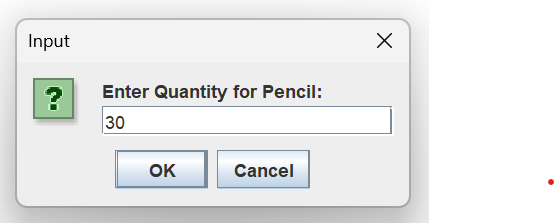 Input
?
Enter Quantity for Pencil:
30
OK Cancel